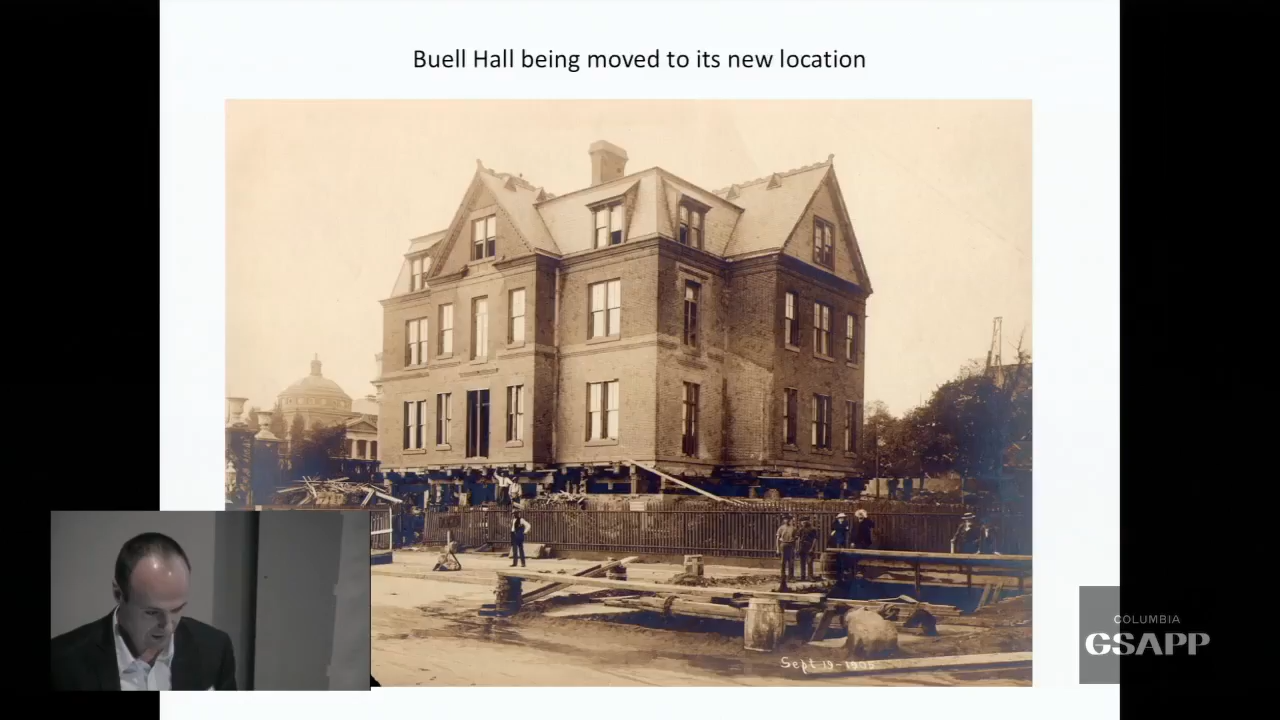 Buell Hall being moved to its new location
Sept 19-1905
COLUMBIA
GSAPP